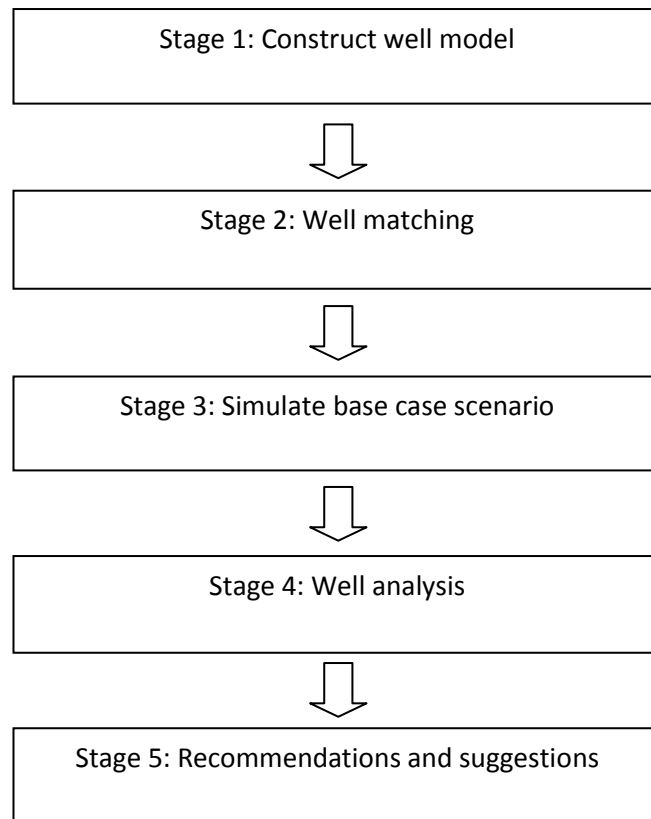 Stage 1: Construct well model
Stage 2: Well matching
Stage 3: Simulate base case scenario
Stage 4: Well analysis
Stage 5: Recommendations and suggestions